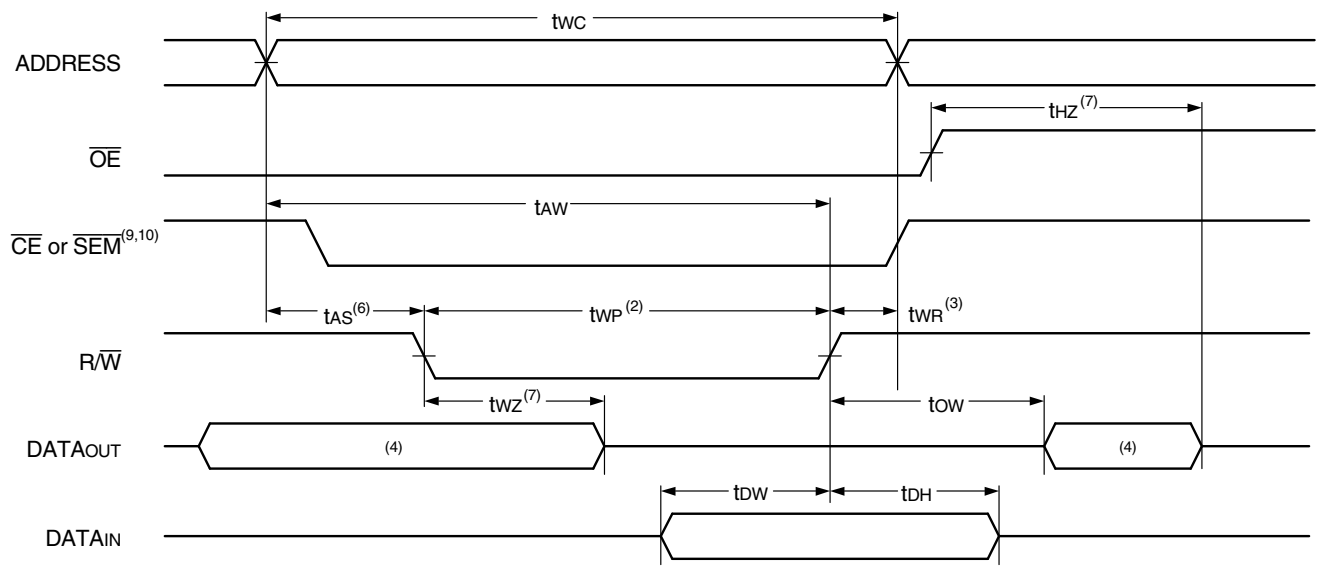 tWC
ADDRESS
tHZ(7)
OE
tAW
CE or SEM(9,10)
tAS(6) tWP(2) tWR(3)
R/W
tWZ(7) tOW
DATAOUT (4) (4)
tDW tDH
DATAIN